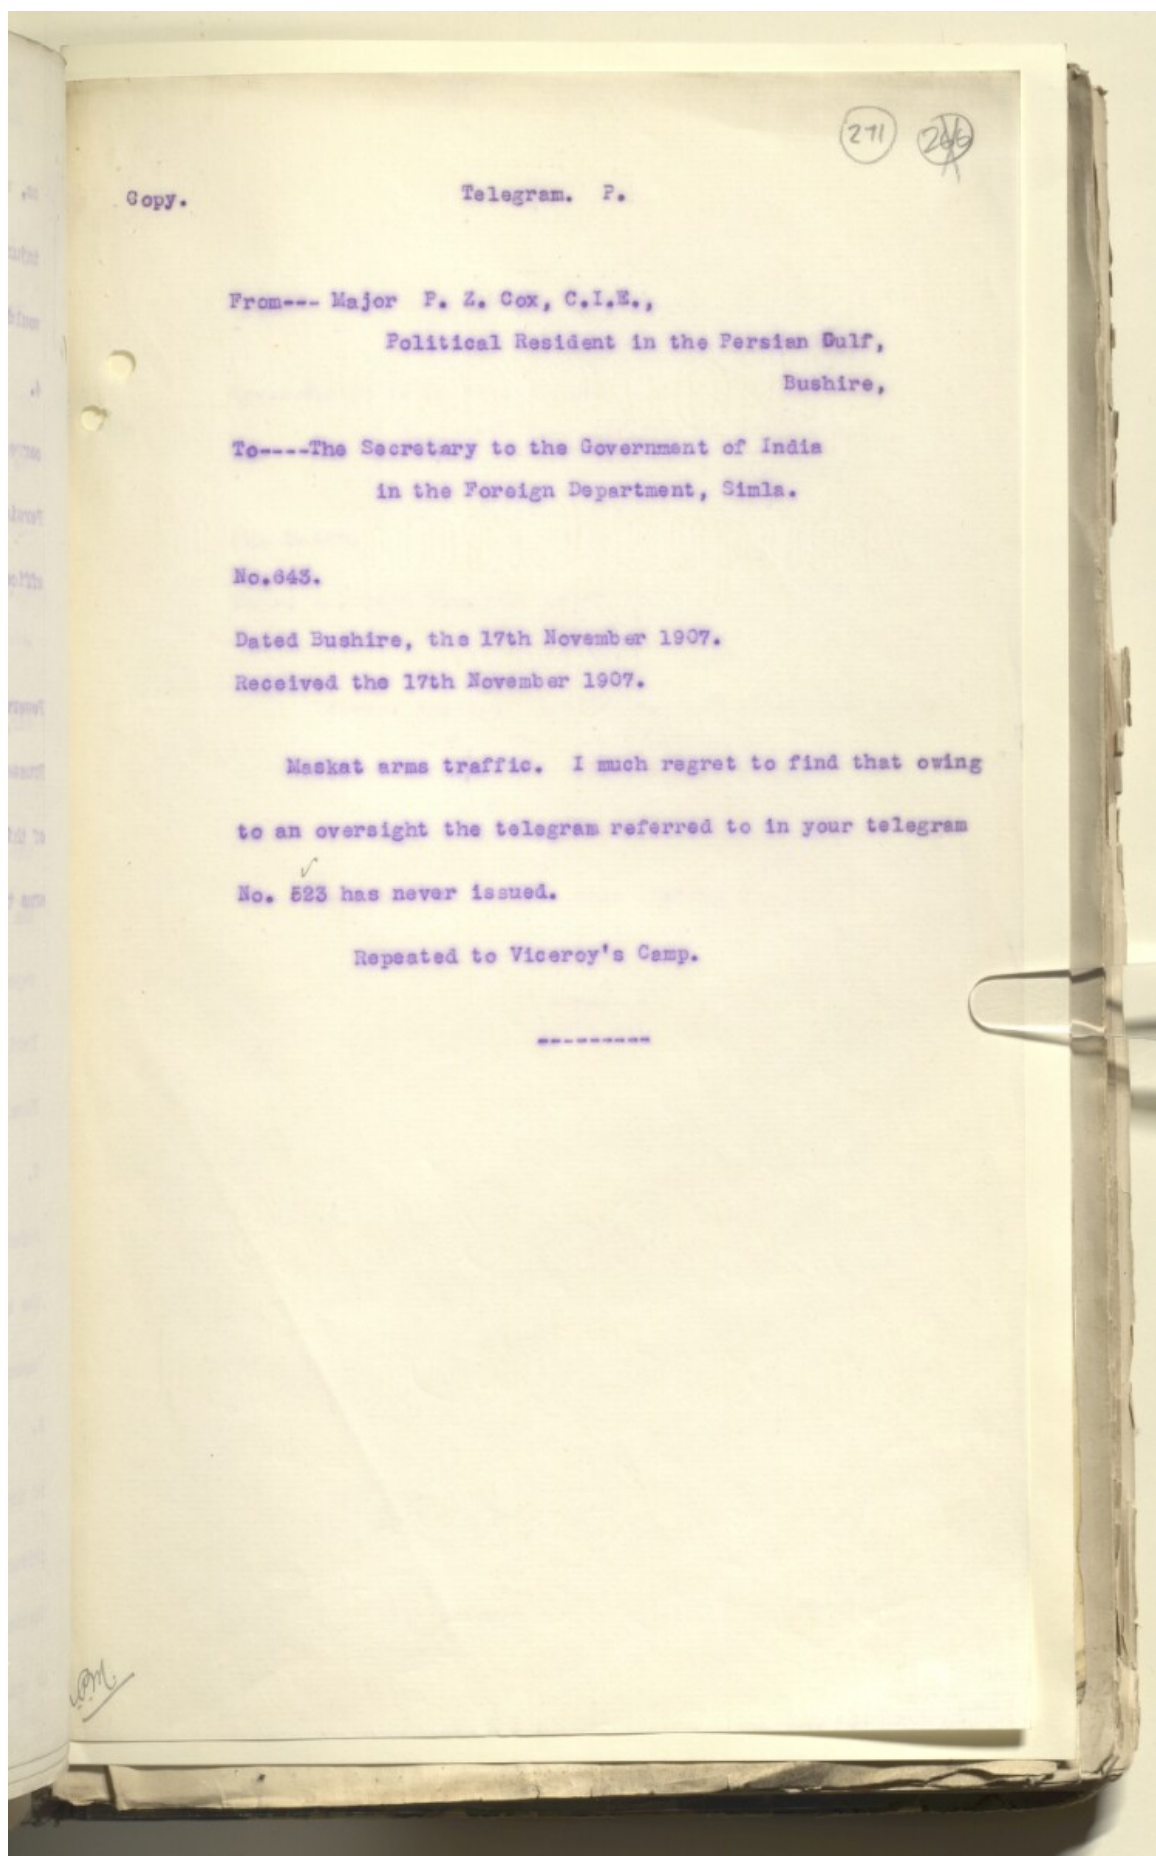 271 266
Copy. Telegram. P.
From--- Major P. Z. Cox, C.I.E.,
Political Resident in the Persian Gulf,
Bushire,
To----The Secretary to the Government of India
in the Foreign Department, Simla.
No.643.
Dated Bushire, the 17th November 1907.
Received the 17th November 1907.
Maskat arms traffic. I much regret to find that owing
to an oversight the telegram referred to in your telegram
No. 523 has never issued.
Repeated to Viceroy's Camp.
---------